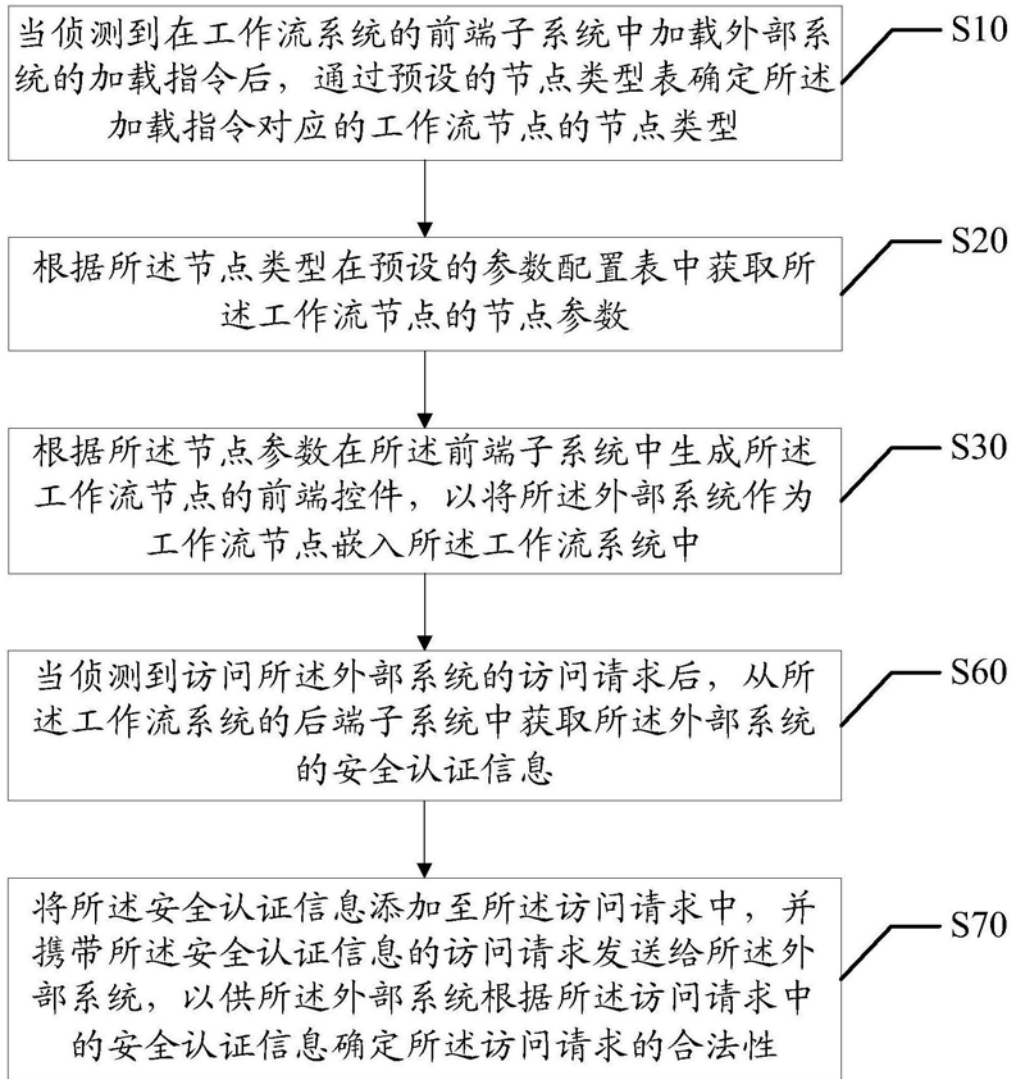 当侦测到在工作流系统的前端子系统中加载外部系
统的加载指令后，通过预设的节点类型表确定所述
加载指令对应的工作流节点的节点类型
S10
根据所述节点类型在预设的参数配置表中获取所
述工作流节点的节点参数
S20
根据所述节点参数在所述前端子系统中生成所述
工作流节点的前端控件，以将所述外部系统作为
工作流节点嵌入所述工作流系统中
S30
当侦测到访问所述外部系统的访问请求后，从所
述工作流系统的后端子系统中获取所述外部系统
的安全认证信息
S60
将所述安全认证信息添加至所述访问请求中，并
携带所述安全认证信息的访问请求发送给所述外
部系统，以供所述外部系统根据所述访问请求中
的安全认证信息确定所述访问请求的合法性
S70